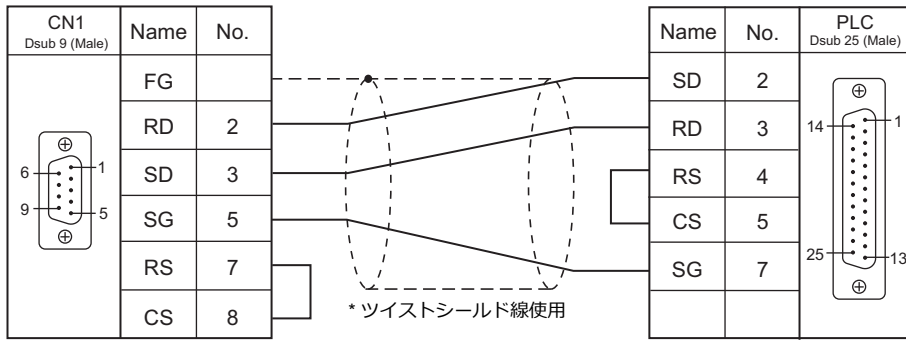 CN1
Dsub 9 (Male)
Name No.
FG
RD 2
SD 3
SG 5
RS 7
CS 8
6
1
9
5
* ツイストシールド線使用
Name No.
PLC
Dsub 25 (Male)
SD 2
RD 3
RS 4
CS 5
SG 7
14
1
25
13